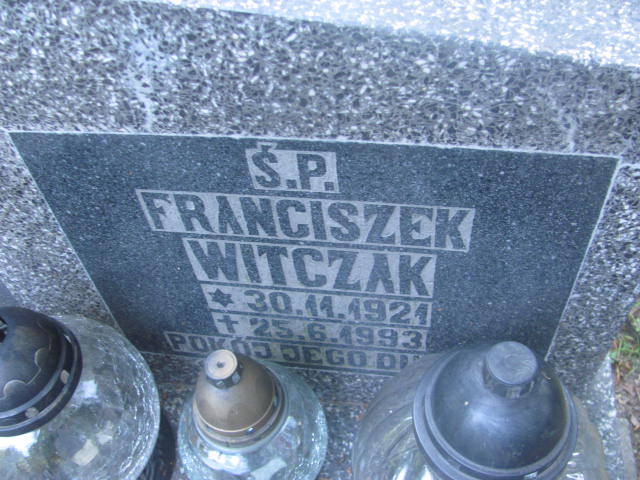 Ś.P.
FRANCISZEK
WITCZAK
✶ 30.11.1921
✝ 25.6.1993
POKÓJ JEGO